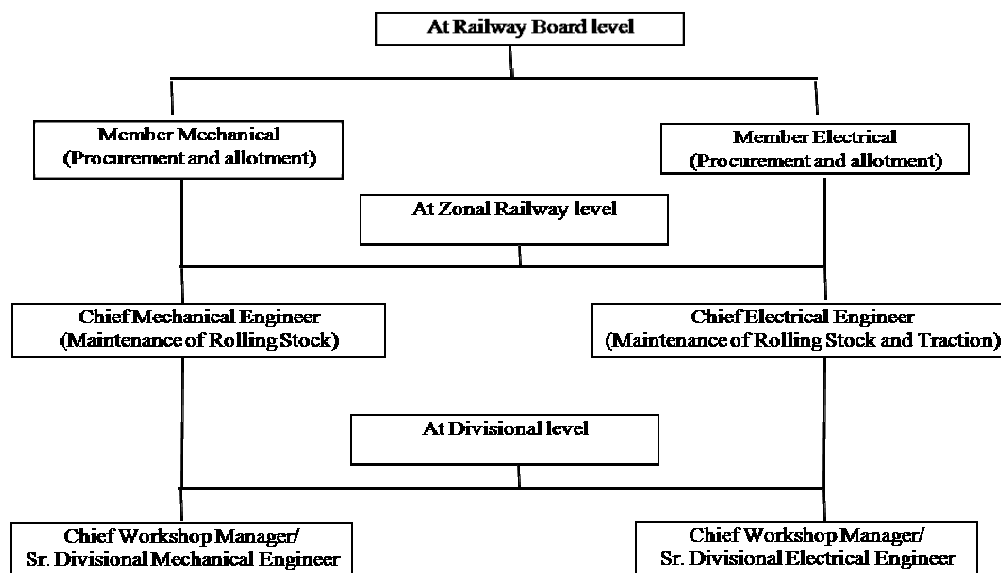 At Railway Board level
Member Mechanical
(Procurement and allotment)
Member Electrical
(Procurement and allotment)
At Zonal Railway level
Chief Mechanical Engineer
(Maintenance of Rolling Stock)
Chief Electrical Engineer
(Maintenance of Rolling Stock and Traction)
At Divisional level
Chief Workshop Manager/
Sr. Divisional Mechanical Engineer
Chief Workshop Manager/
Sr. Divisional Electrical Engineer